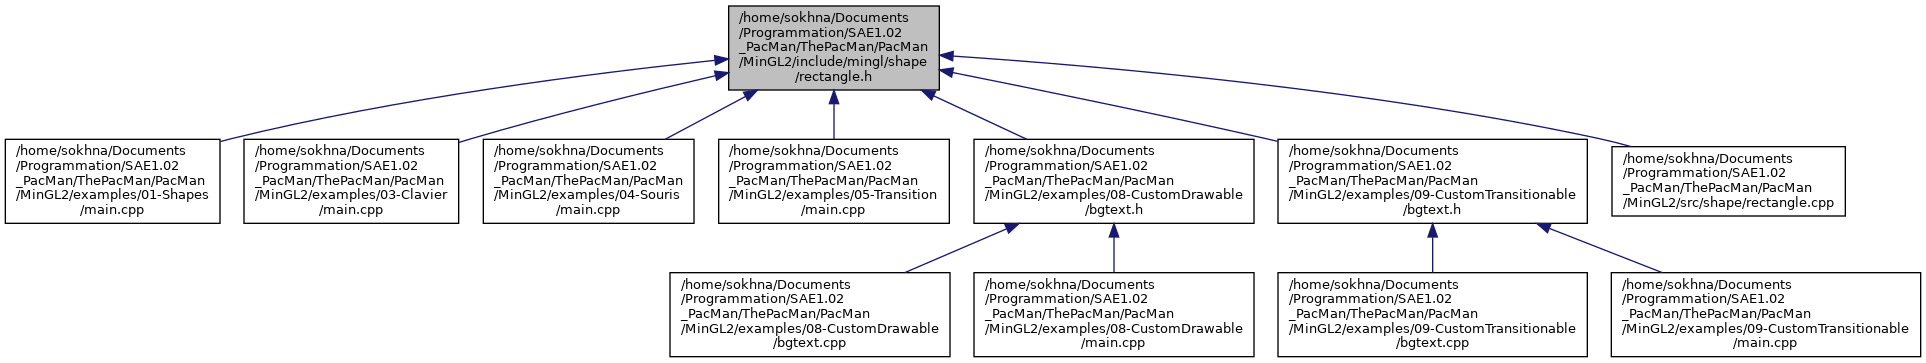 /home/sokhna/Documents
/Programmation/SAE1.02
_PacMan/ThePacMan/PacMan
/MinGL2/include/mingl/shape
/rectangle.h
/home/sokhna/Documents
/Programmation/SAE1.02
_PacMan/ThePacMan/PacMan
/MinGL2/examples/01-Shapes
/main.cpp
/home/sokhna/Documents
/Programmation/SAE1.02
_PacMan/ThePacMan/PacMan
/MinGL2/examples/03-Clavier
/main.cpp
/home/sokhna/Documents
/Programmation/SAE1.02
_PacMan/ThePacMan/PacMan
/MinGL2/examples/04-Souris
/main.cpp
/home/sokhna/Documents
/Programmation/SAE1.02
_PacMan/ThePacMan/PacMan
/MinGL2/examples/05-Transition
/main.cpp
/home/sokhna/Documents
/Programmation/SAE1.02
_PacMan/ThePacMan/PacMan
/MinGL2/examples/08-CustomDrawable
/bgtext.h
/home/sokhna/Documents
/Programmation/SAE1.02
_PacMan/ThePacMan/PacMan
/MinGL2/examples/09-CustomTransitionable
/bgtext.h
/home/sokhna/Documents
/Programmation/SAE1.02
_PacMan/ThePacMan/PacMan
/MinGL2/src/shape/rectangle.cpp
/home/sokhna/Documents
/Programmation/SAE1.02
_PacMan/ThePacMan/PacMan
/MinGL2/examples/08-CustomDrawable
/bgtext.cpp
/home/sokhna/Documents
/Programmation/SAE1.02
_PacMan/ThePacMan/PacMan
/MinGL2/examples/08-CustomDrawable
/main.cpp
/home/sokhna/Documents
/Programmation/SAE1.02
_PacMan/ThePacMan/PacMan
/MinGL2/examples/09-CustomTransitionable
/bgtext.cpp
/home/sokhna/Documents
/Programmation/SAE1.02
_PacMan/ThePacMan/PacMan
/MinGL2/examples/09-CustomTransitionable
/main.cpp